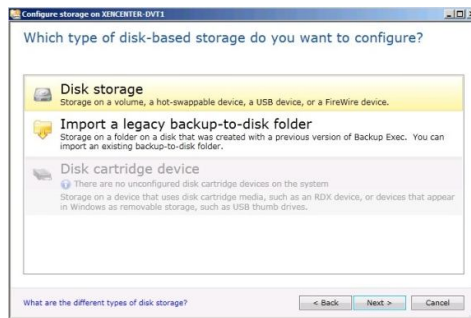 Configure storage on XENCENTER-DVT1
Which type of disk-based storage do you want to configure?
Disk storage
Storage on a volume, a hot-swappable device, a USB device, or a FireWire device.
Import a legacy backup-to-disk folder
Storage on a folder on a disk that was created with a previous version of Backup Exec. You can
import an existing backup-to-disk folder.
Disk cartridge device
There are no unconfigured disk cartridge devices on the system
Storage on a device that uses disk cartridge media, such as an RDX device, or devices that appear
in Windows as removable storage, such as USB thumb drives.
What are the different types of disk storage?
< Back
Next >
Cancel